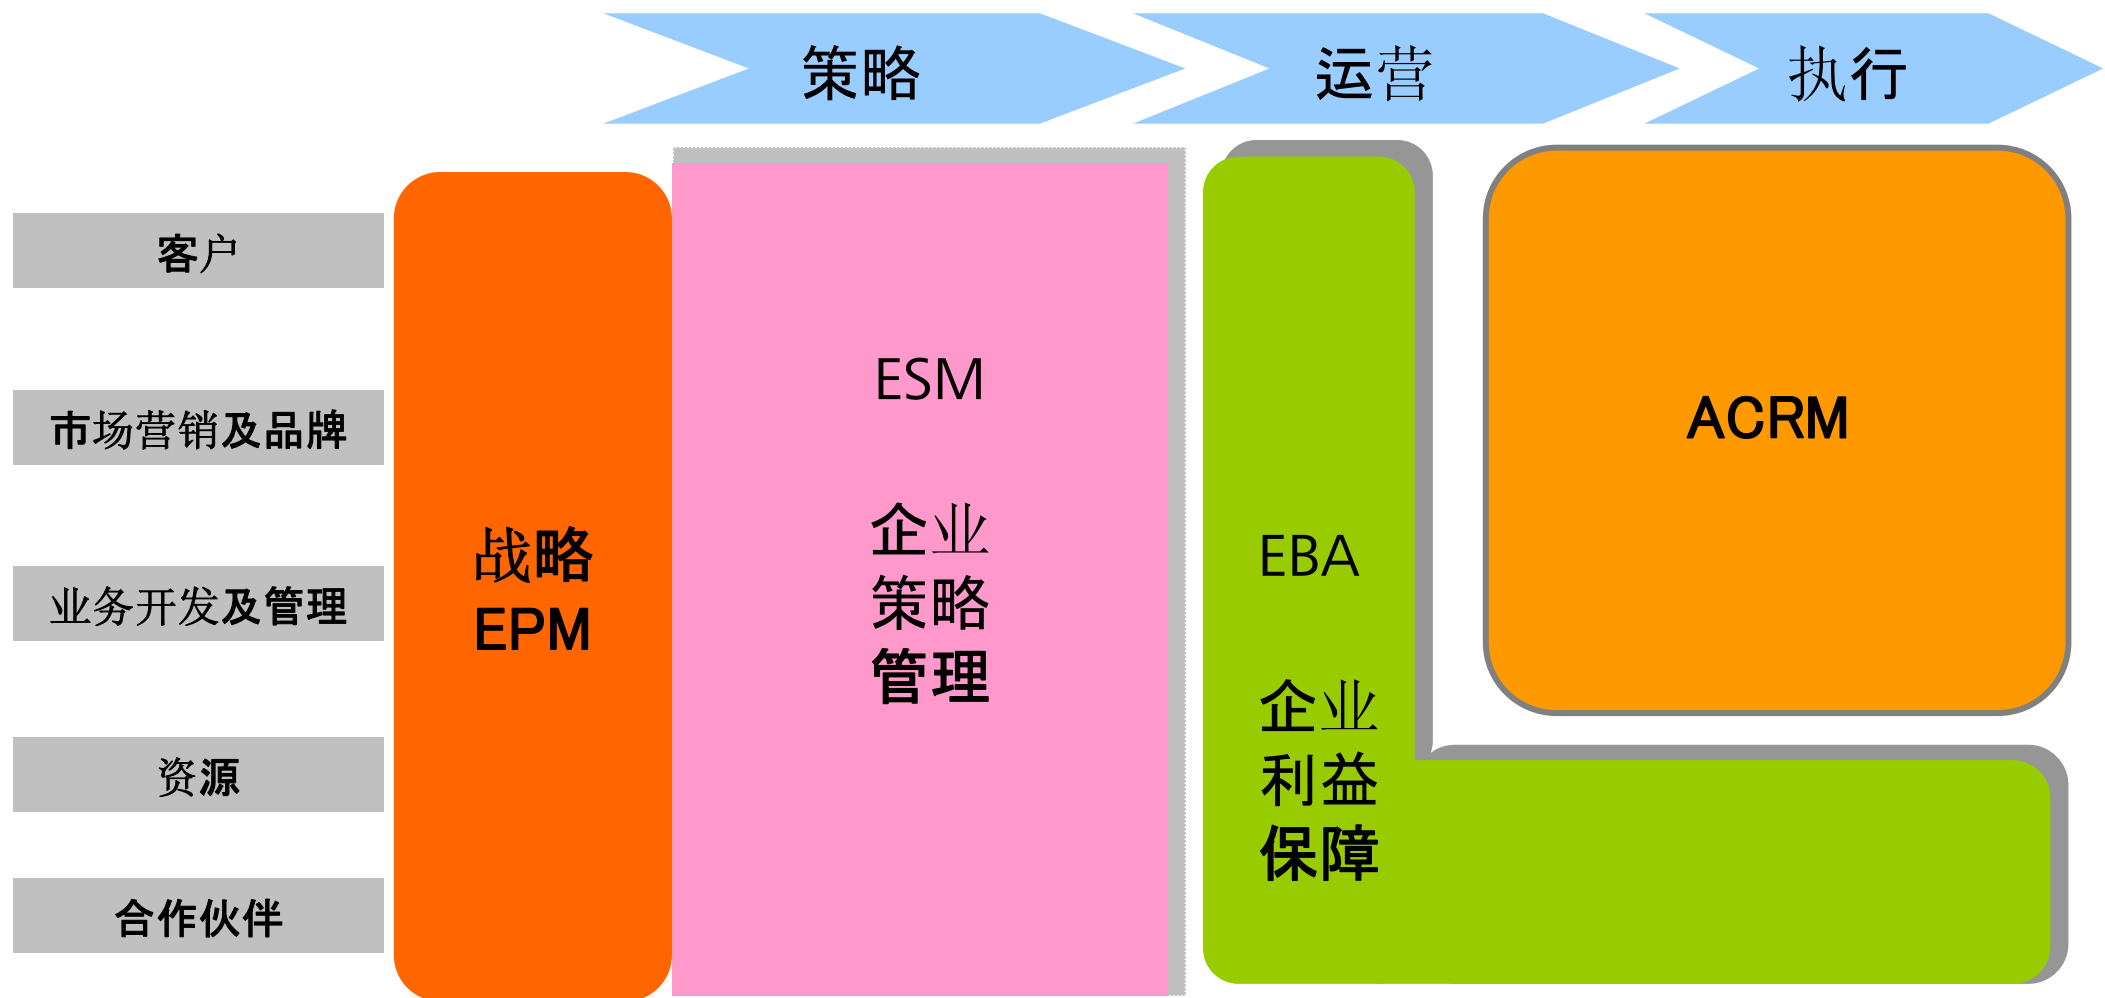 策略
运营
执行
客户
市场营销及品牌
业务开发及管理
资源
合作伙伴
战略
EPM
ESM
企业
策略
管理
EBA
企业
利益
保障
ACRM